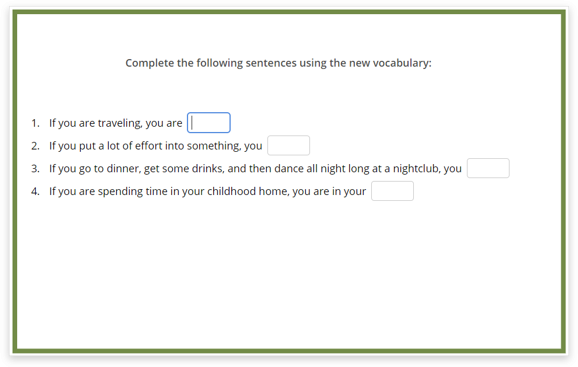 Complete the following sentences using the new vocabulary:
1. If you are traveling, you are
2. If you put a lot of effort into something, you
3. If you go to dinner, get some drinks, and then dance all night long at a nightclub, you
4. If you are spending time in your childhood home, you are in your